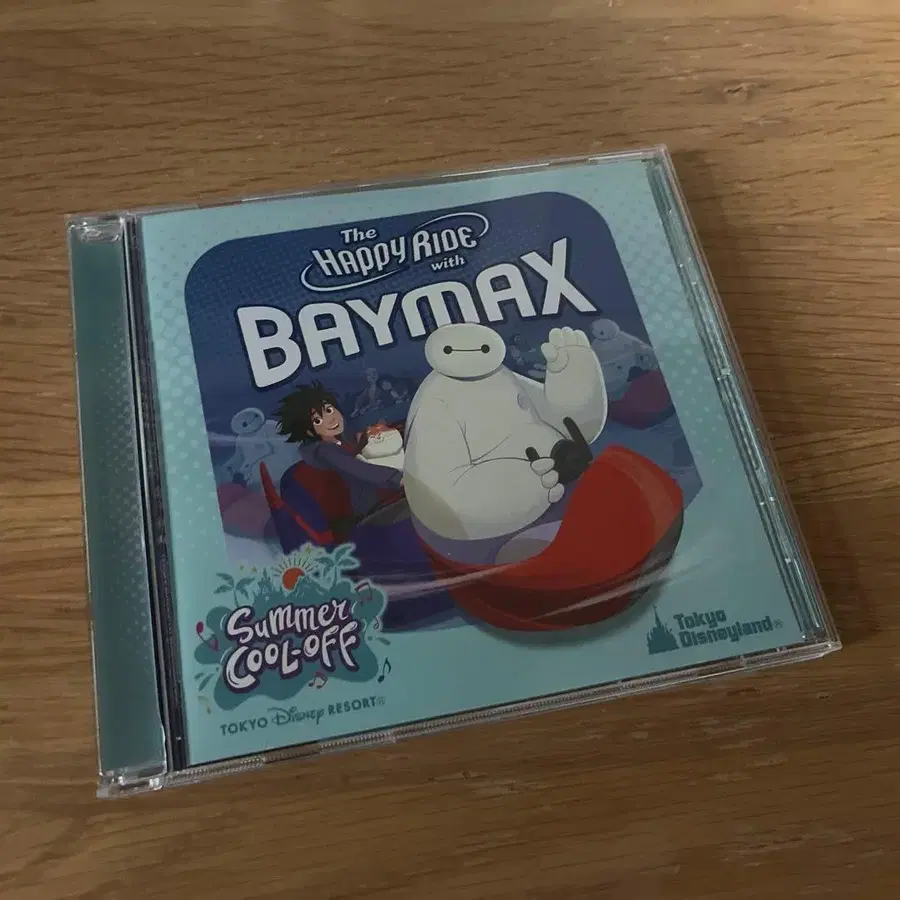 The
HAPPY RIDE
with
BAYMAX
Summer
COOL-OFF
TOKYO Disney RESORT®
Tokyo
Disneyland®